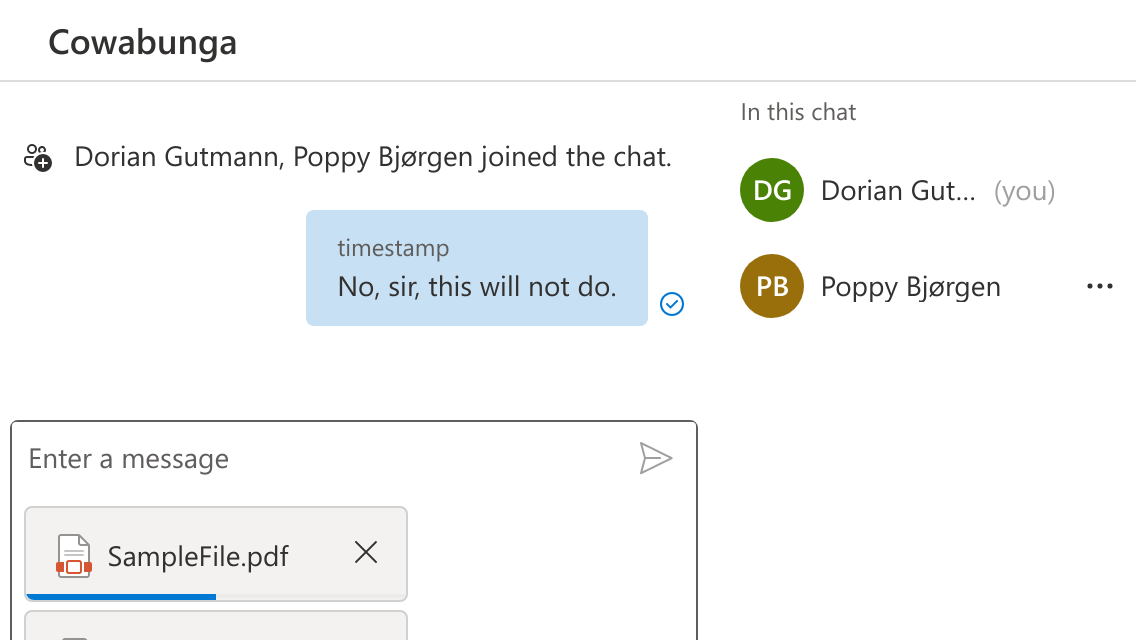 Cowabunga
In this chat
Dorian Gutmann, Poppy Bjørgen joined the chat.
DG Dorian Gut... (you)
timestamp
No, sir, this will not do.
PB Poppy Bjørgen
Enter a message
SampleFile.pdf